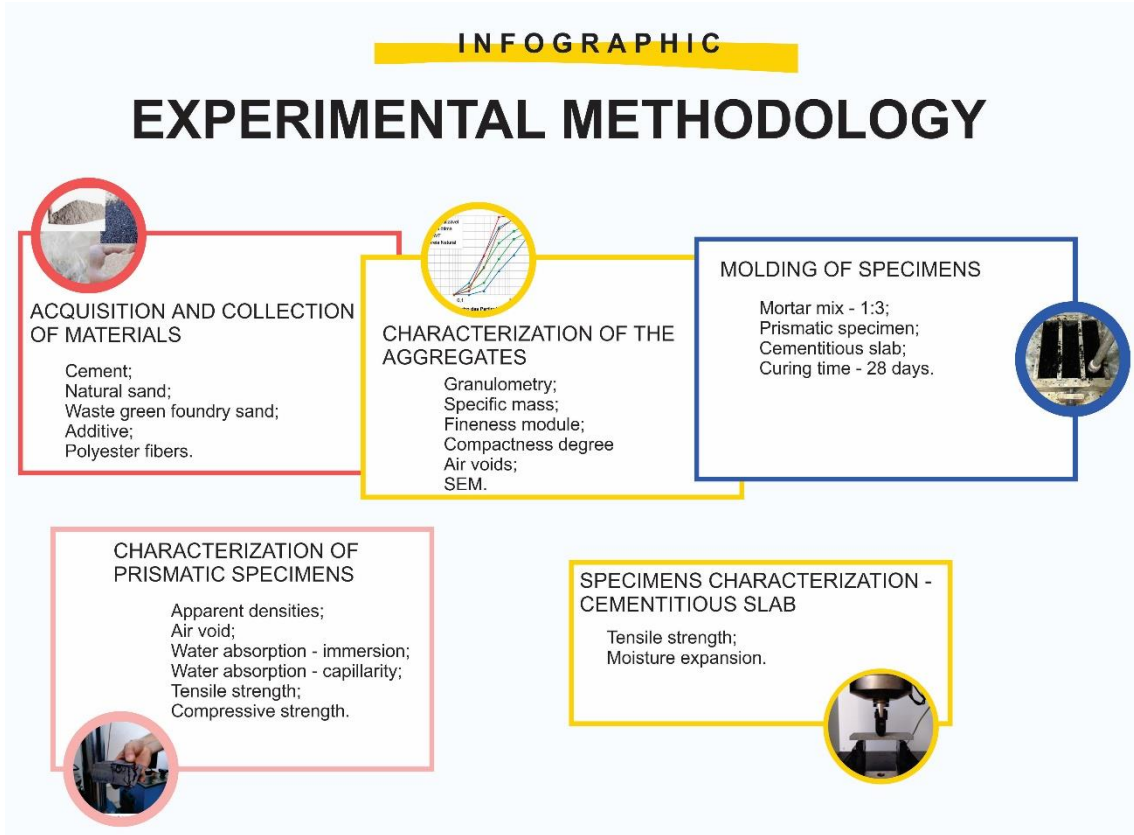 INFOGRAPHIC
EXPERIMENTAL METHODOLOGY
ACQUISITION AND COLLECTION
OF MATERIALS
Cement;
Natural sand;
Waste green foundry sand;
Additive;
Polyester fibers.
0,1
CHARACTERIZATION OF THE
AGGREGATES
Granulometry;
Specific mass;
Fineness module;
Compactness degree
Air voids;
SEM.
MOLDING OF SPECIMENS
Mortar mix - 1:3;
Prismatic specimen;
Cementitious slab;
Curing time - 28 days.
CHARACTERIZATION OF
PRISMATIC SPECIMENS
Apparent densities;
Air void;
Water absorption - immersion;
Water absorption - capillarity;
Tensile strength;
Compressive strength.
SPECIMENS CHARACTERIZATION -
CEMENTITIOUS SLAB
Tensile strength;
Moisture expansion.